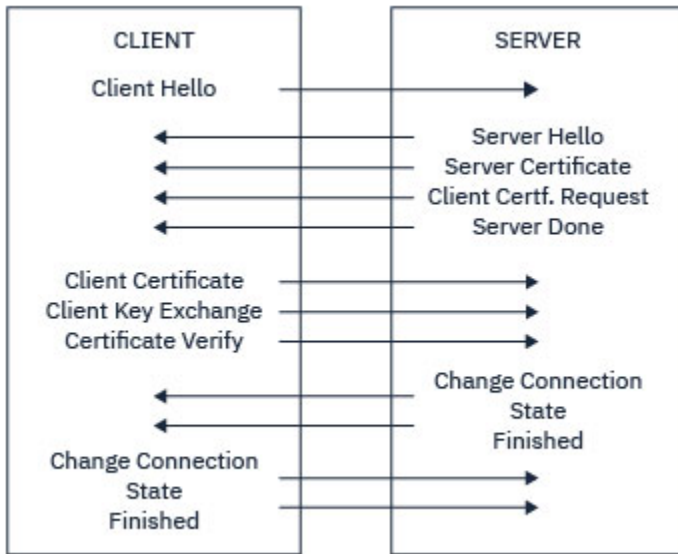 CLIENT
SERVER
Client Hello
Server Hello
Server Certificate
Client Certf. Request
Server Done
Client Certificate
Client Key Exchange
Certificate Verify
Change Connection
State
Finished
Change Connection
State
Finished